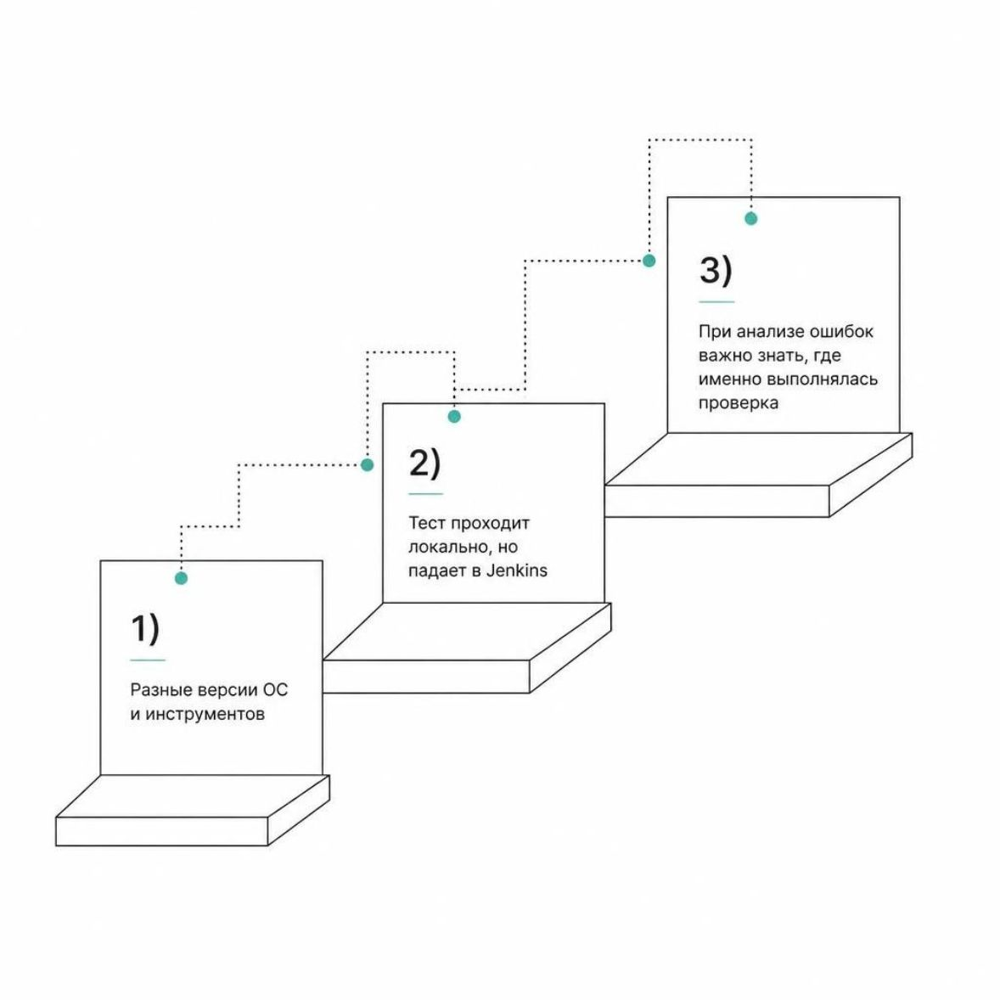 1)
Разные версии ОС
и инструментов
2)
Тест проходит
локально, но
падает в Jenkins
3)
При анализе ошибок
важно знать, где
именно выполнялась
проверка